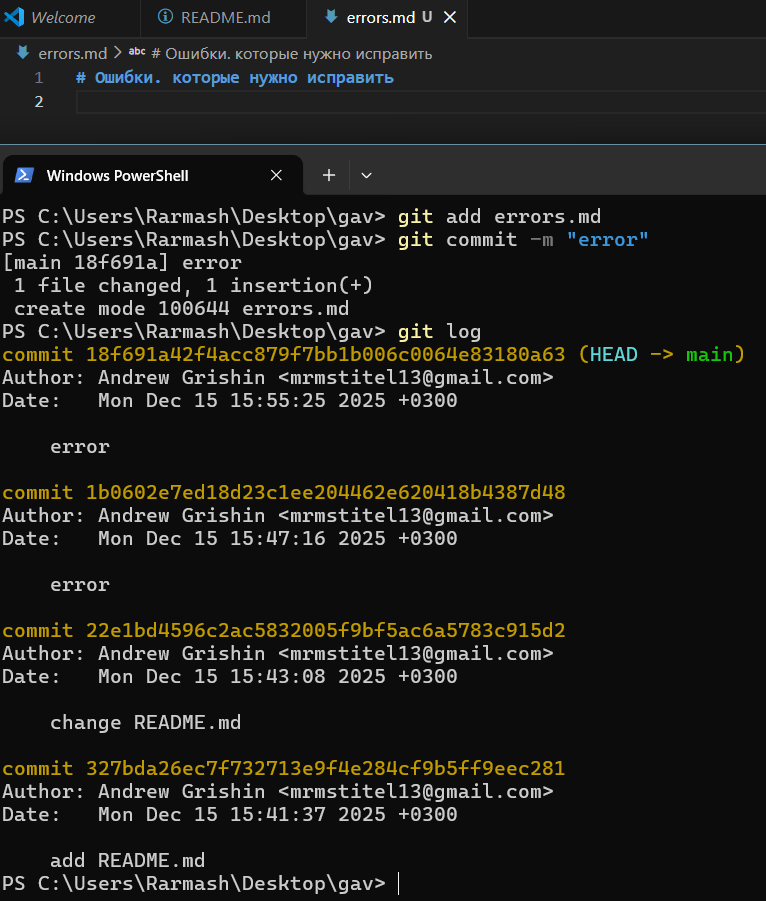 Welcome
README.md
errors.md U
errors.md > abc # Ошибки. которые нужно исправить
1 # Ошибки. которые нужно исправить
2
Windows PowerShell
PS C:\Users\Rarmash\Desktop\gav> git add errors.md
PS C:\Users\Rarmash\Desktop\gav> git commit -m "error"
[main 18f691a] error
1 file changed, 1 insertion(+)
create mode 100644 errors.md
PS C:\Users\Rarmash\Desktop\gav> git log
commit 18f691a42f4acc879f7bb1b006c0064e83180a63 (HEAD -> main)
Author: Andrew Grishin <mrmstitel13@gmail.com>
Date:   Mon Dec 15 15:55:25 2025 +0300
error
commit 1b0602e7ed18d23c1ee204462e620418b4387d48
Author: Andrew Grishin <mrmstitel13@gmail.com>
Date:   Mon Dec 15 15:47:16 2025 +0300
error
commit 22e1bd4596c2ac5832005f9bf5ac6a5783c915d2
Author: Andrew Grishin <mrmstitel13@gmail.com>
Date:   Mon Dec 15 15:43:08 2025 +0300
change README.md
commit 327bda26ec7f732713e9f4e284cf9b5ff9eec281
Author: Andrew Grishin <mrmstitel13@gmail.com>
Date:   Mon Dec 15 15:41:37 2025 +0300
add README.md
PS C:\Users\Rarmash\Desktop\gav>